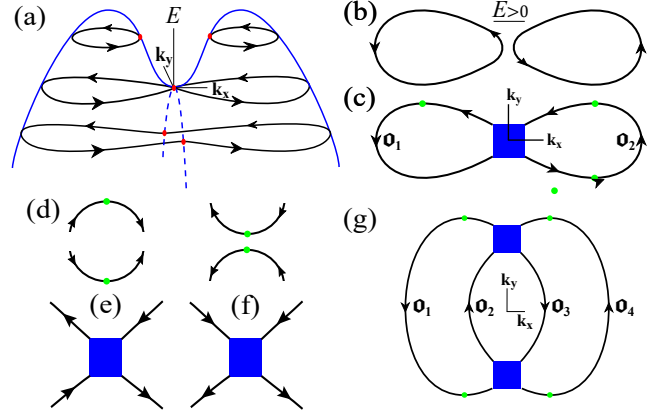 (a)
E
k_y
k_x
(b)
E>0
(c)
k_y
k_x
𝔬_1
𝔬_2
(d)
(e)
(f)
(g)
k_y
k_x
𝔬_1
𝔬_2
𝔬_3
𝔬_4